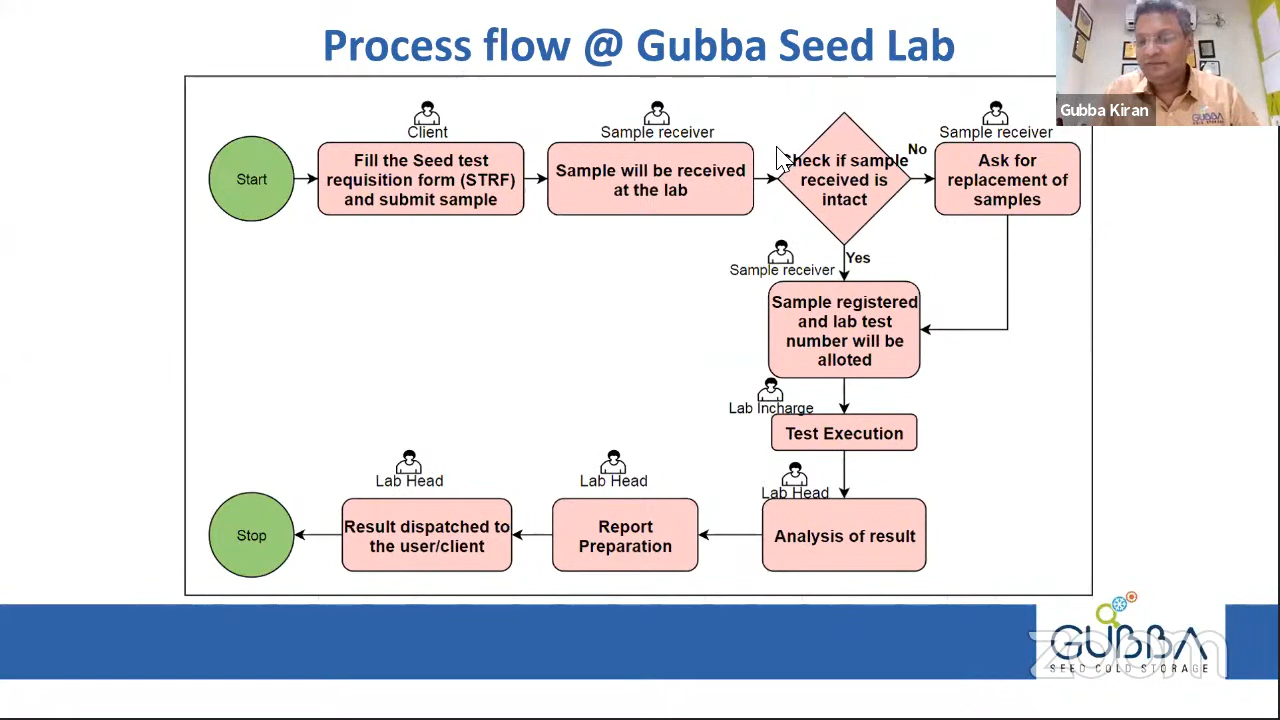 Process flow @ Gubba Seed Lab
Gubba Kiran
GUBBA
Client
Sample receiver
Sample receiver
Start
Fill the Seed test
requisition form (STRF)
and submit sample
Sample will be received
at the lab
Check if sample
received is
intact
No
Ask for
replacement of
samples
Yes
Sample receiver
Sample registered
and lab test
number will be
alloted
Lab Incharge
Test Execution
Lab Head
Lab Head
Lab Head
Stop
Result dispatched to
the user/client
Report
Preparation
Analysis of result
GUBBA
SEED COLD STORAGE
zoom